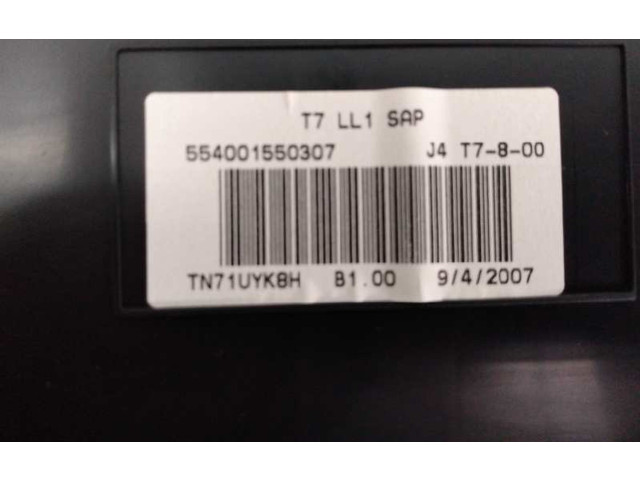 T7 LL1 SAP
554001550307 J4 T7-8-00
TN71UYK8H B1.00 9/4/2007